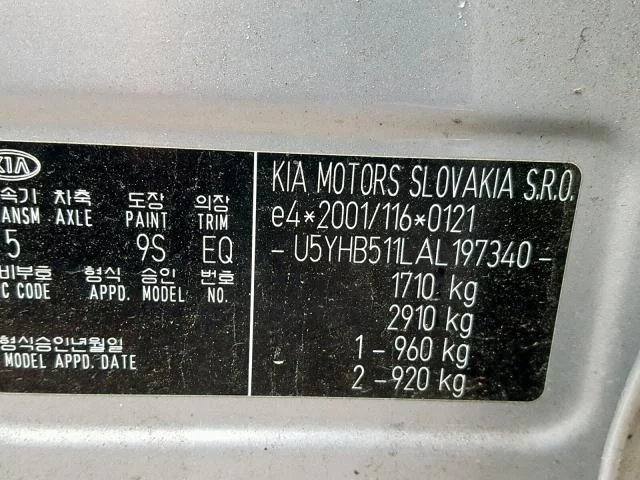 KIA
속기 차축 도장 의장
TRANSM AXLE PAINT TRIM
5 9S EQ
비부호 형식 승인 번호
C CODE APPD. MODEL NO.
형식승인년월일
MODEL APPD. DATE
KIA MOTORS SLOVAKIA S.R.O.
e4*2001/116*0121
- U5YHB511LAL197340 -
1710 kg
2910 kg
1 - 960 kg
2 - 920 kg